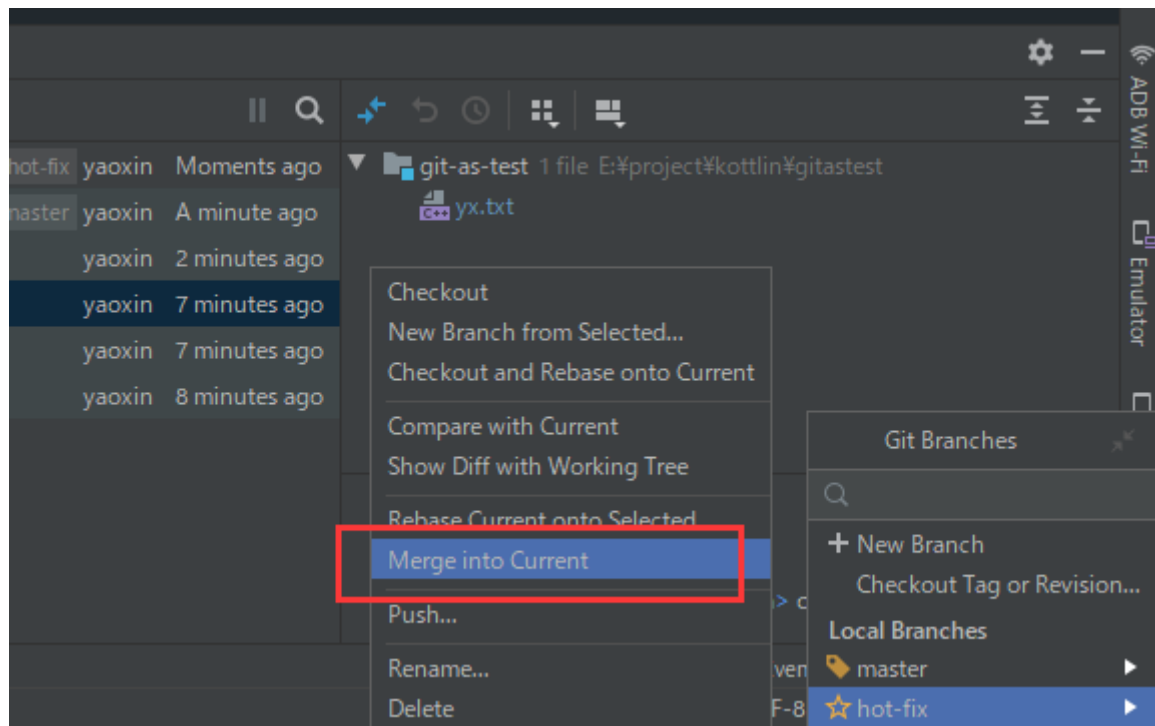 hot-fix yaoxin Moments ago
master yaoxin A minute ago
yaoxin 2 minutes ago
yaoxin 7 minutes ago
yaoxin 7 minutes ago
yaoxin 8 minutes ago
git-as-test 1 file E:¥project¥kottlin¥gitastest
C++ yx.txt
Checkout
New Branch from Selected...
Checkout and Rebase onto Current
Compare with Current
Show Diff with Working Tree
Rebase Current onto Selected
Merge into Current
Push...
Rename...
Delete
Git Branches
New Branch
Checkout Tag or Revision...
Local Branches
master
hot-fix
ADB Wi-Fi
Emulator